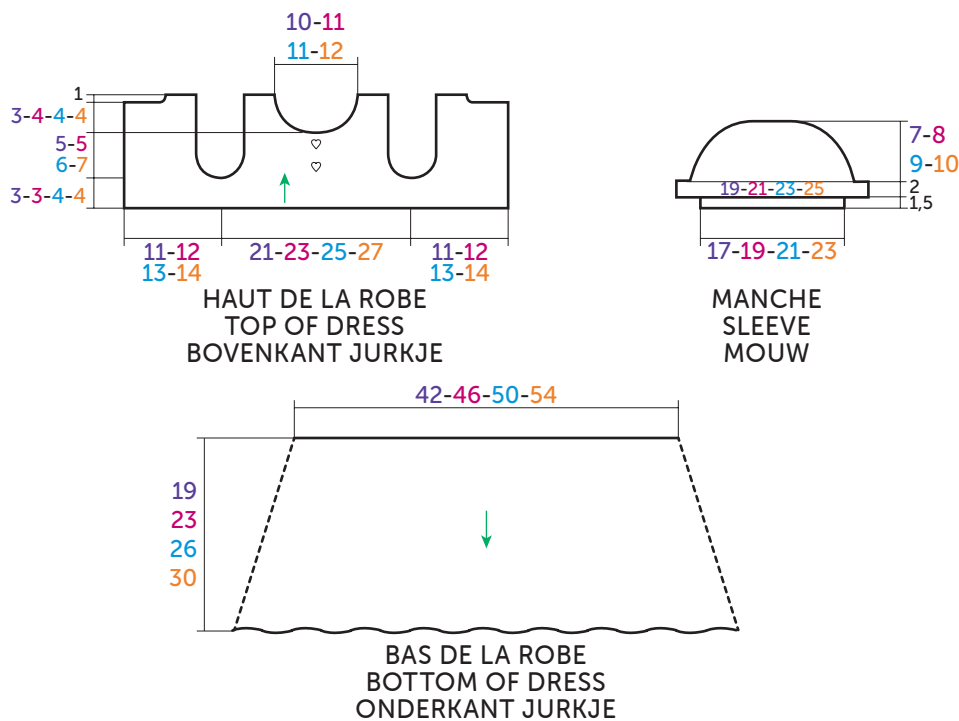 10-11
11-12
1
3-4-4-4
5-5
6-7
3-3-4-4
11-12
13-14
21-23-25-27
11-12
13-14
HAUT DE LA ROBE
TOP OF DRESS
BOVENKANT JURKJE
7-8
9-10
2
1,5
19-21-23-25
17-19-21-23
MANCHE
SLEEVE
MOUW
42-46-50-54
19
23
26
30
BAS DE LA ROBE
BOTTOM OF DRESS
ONDERKANT JURKJE